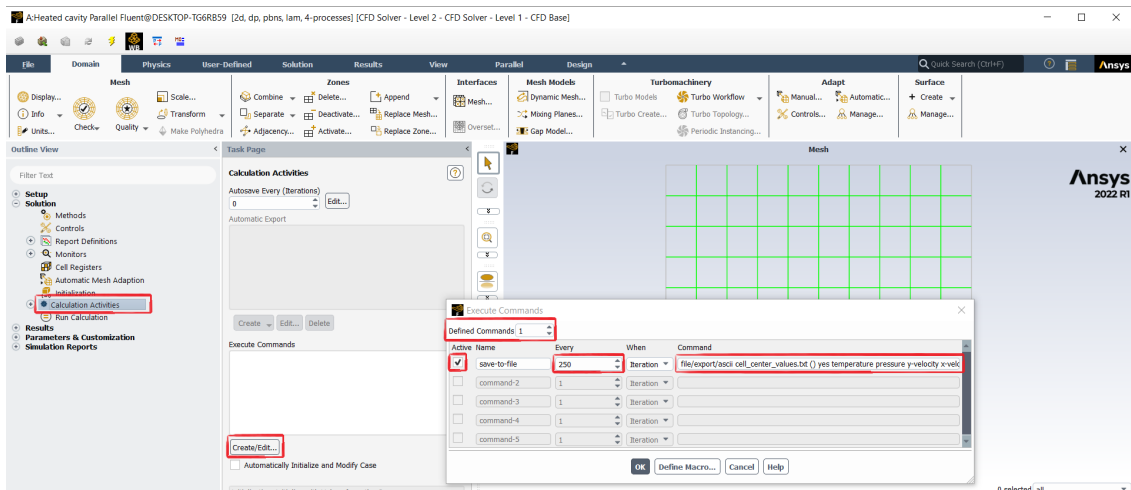 A:Heated cavity Parallel Fluent@DESKTOP-TG6RB59 [2d, dp, pbns, lam, 4-processes] [CFD Solver - Level 2 - CFD Solver - Level 1 - CFD Base]
WB
File Domain Physics User-Defined Solution Results View Parallel Design
Quick Search (Ctrl+F)
Ansys
Mesh Zones Interfaces Mesh Models Turbomachinery Adapt Surface
Display... Scale... Combine Delete... Append Mesh... Dynamic Mesh... Turbo Models Turbo Workflow Manual... Automatic... + Create
Info Transform Separate Deactivate... Replace Mesh... Mixing Planes... Turbo Create... Turbo Topology... Controls... Manage... Manage...
Units... Check Quality Make Polyhedra Adjacency... Activate... Replace Zone... Overset... Gap Model... Periodic Instancing...
Outline View
Filter Text
Setup
Solution
Methods
Controls
Report Definitions
Monitors
Cell Registers
Automatic Mesh Adaption
Initialization
Calculation Activities
Run Calculation
Results
Parameters & Customization
Simulation Reports
Task Page
Calculation Activities
Autosave Every (Iterations)
0 Edit...
Automatic Export
Create Edit... Delete
Execute Commands
Create/Edit...
Automatically Initialize and Modify Case
Mesh
Ansys
2022 R1
Execute Commands
Defined Commands 1
Active Name Every When Command
save-to-file 250 Iteration file/export/ascii cell_center_values.txt () yes temperature pressure y-velocity x-velo
command-2 1 Iteration
command-3 1 Iteration
command-4 1 Iteration
command-5 1 Iteration
OK Define Macro... Cancel Help
0 selected all